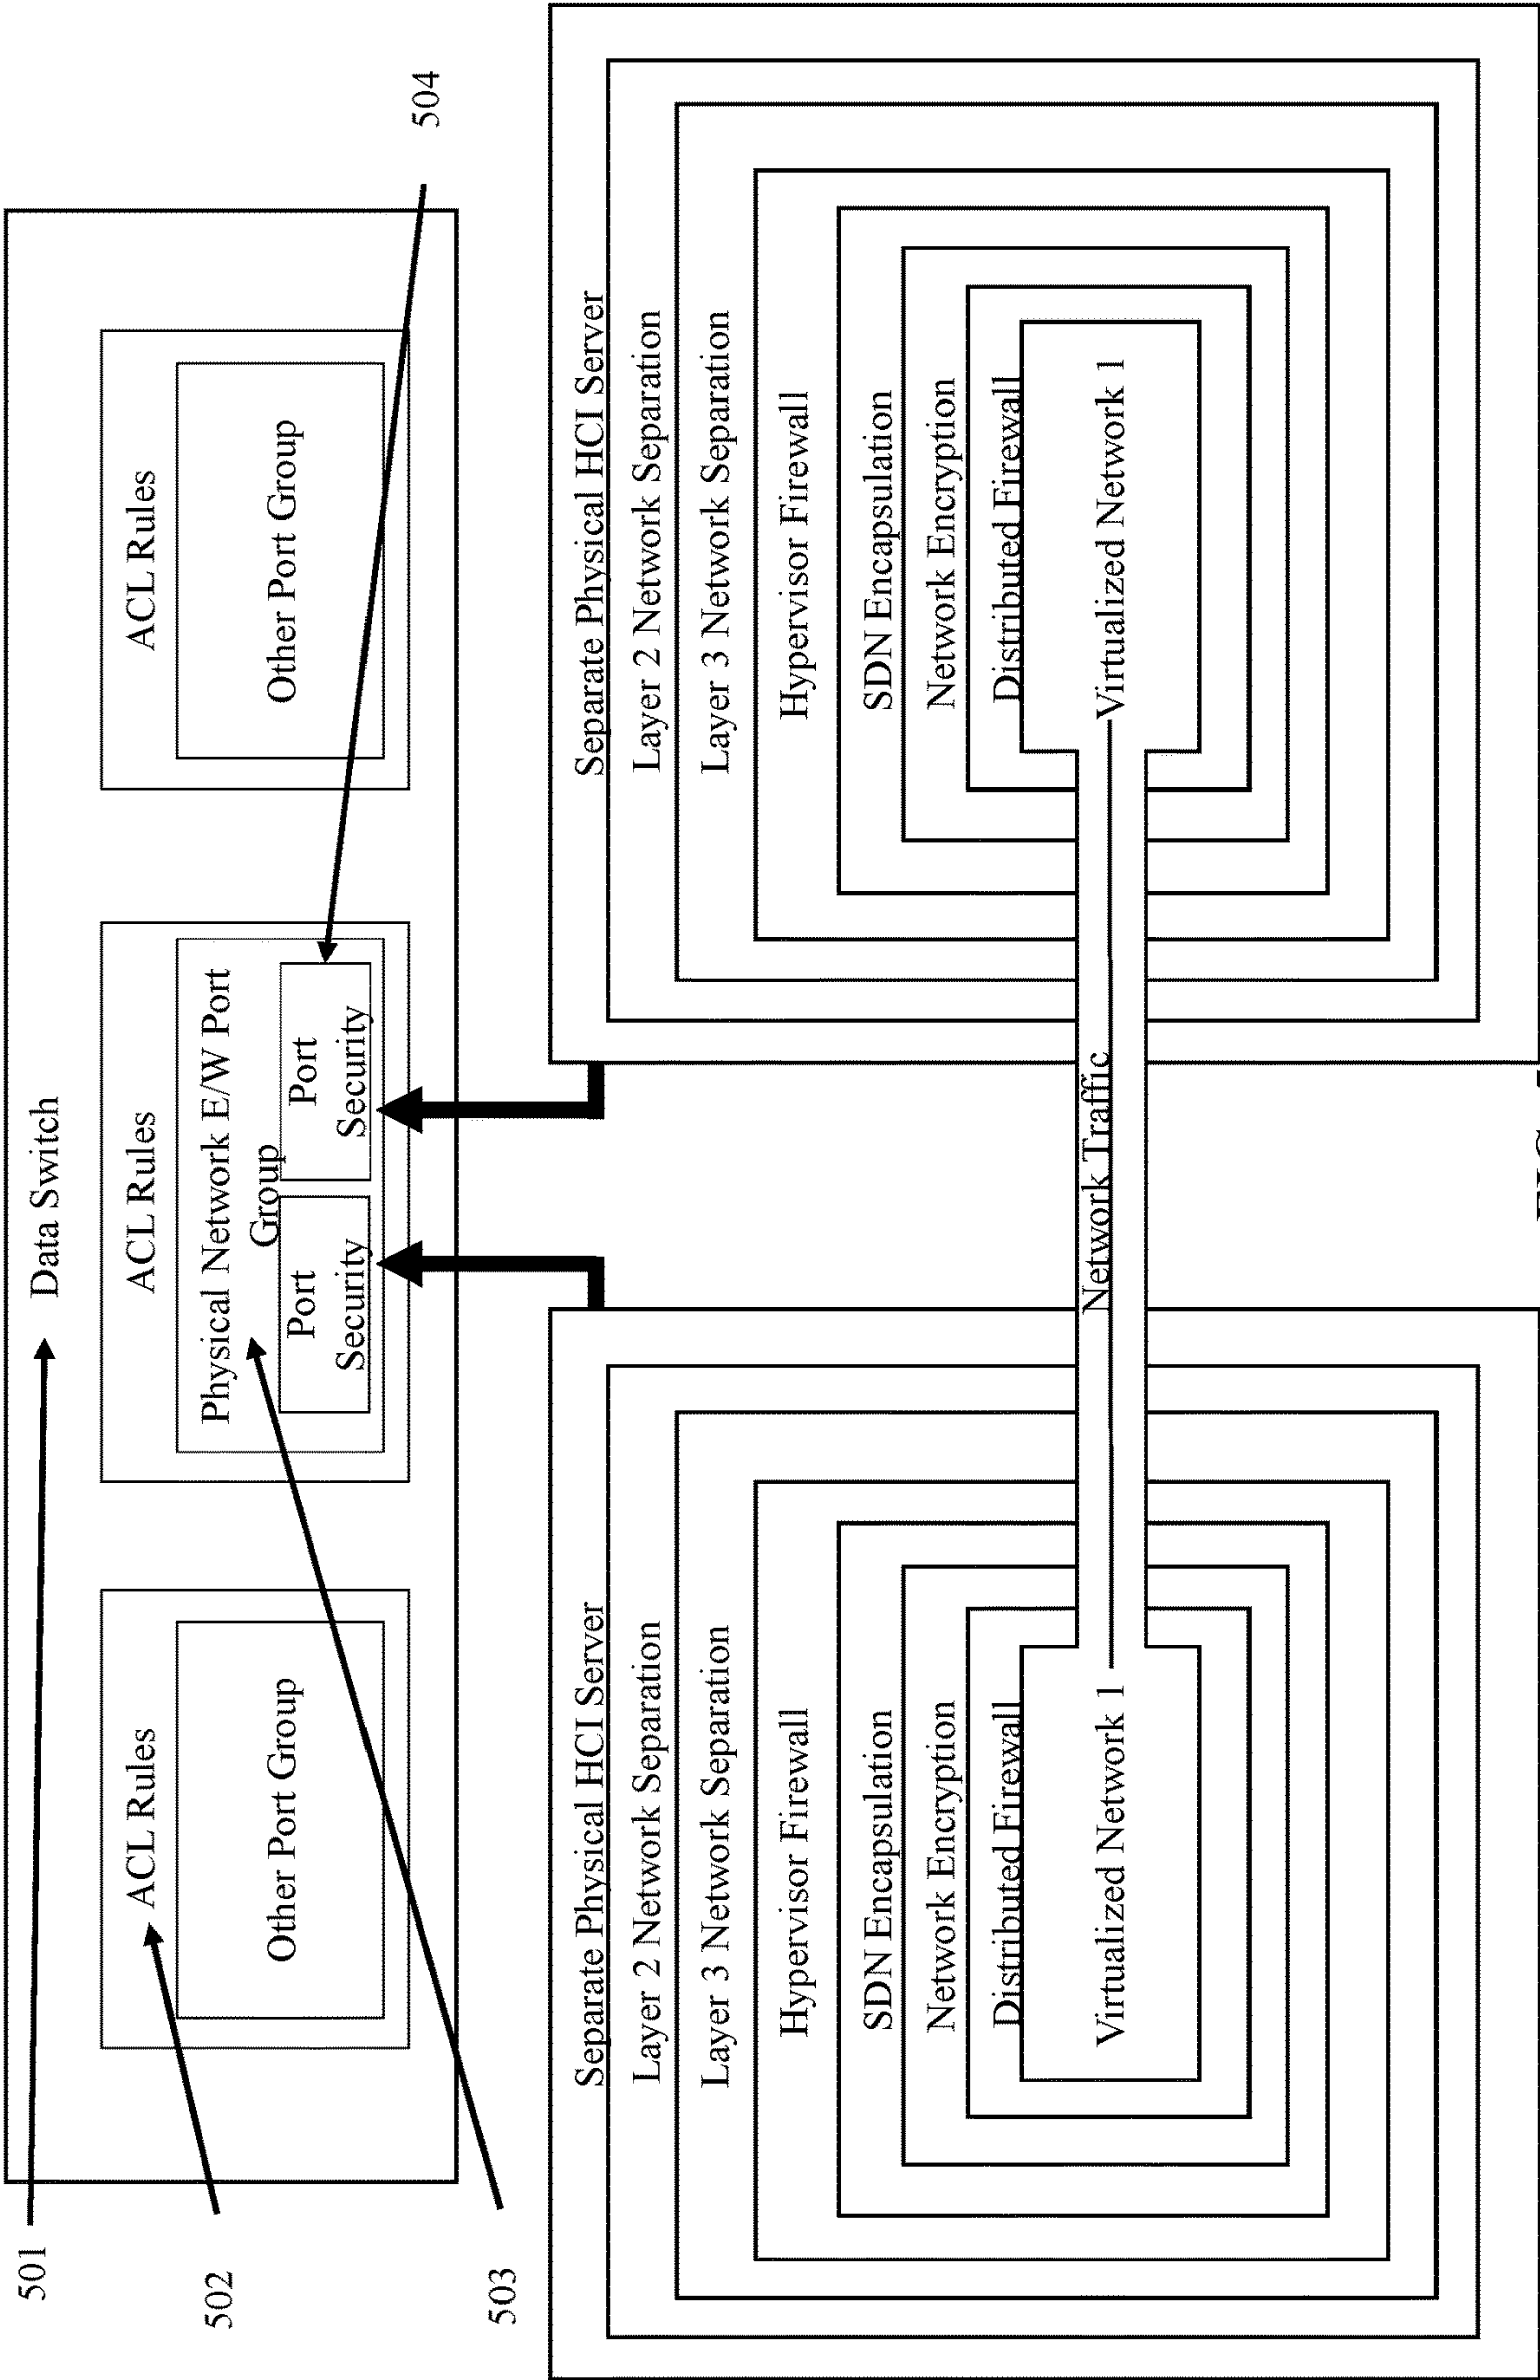 501
502
503
504
Data Switch
ACL Rules
Other Port Group
ACL Rules
Physical Network E/W Port
Group
Port
Security
Port
Security
ACL Rules
Other Port Group
Separate Physical HCI Server
Layer 2 Network Separation
Layer 3 Network Separation
Hypervisor Firewall
SDN Encapsulation
Network Encryption
Distributed Firewall
Virtualized Network 1
Network Traffic
Separate Physical HCI Server
Layer 2 Network Separation
Layer 3 Network Separation
Hypervisor Firewall
SDN Encapsulation
Network Encryption
Distributed Firewall
Virtualized Network 1